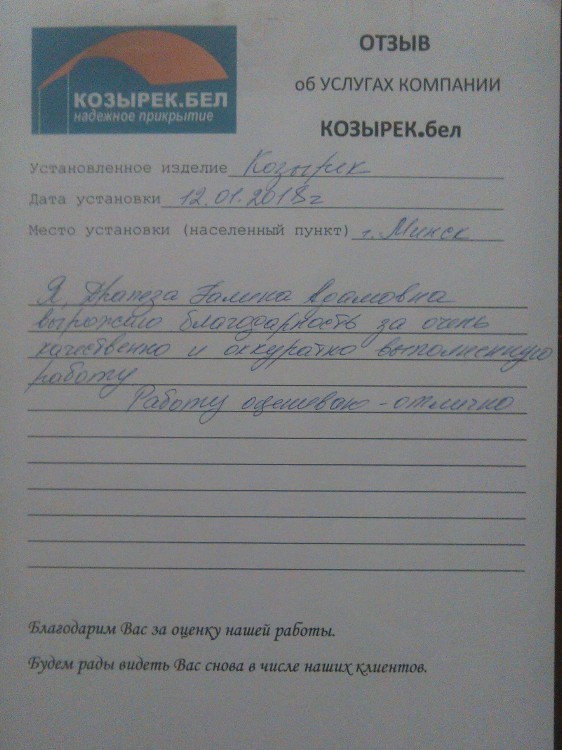 КОЗЫРЕК.БЕЛ
надежное прикрытие
ОТЗЫВ
об УСЛУГАХ КОМПАНИИ
КОЗЫРЕК.бел
Установленное изделие Козырек
Дата установки 12.01.2018г
Место установки (населенный пункт) г. Минск
Я, Драпеза Галина Адамовна
выражаю благодарность за очень
качественно и аккуратно выполненную
работу
Работу оцениваю - отлично
Благодарим Вас за оценку нашей работы.
Будем рады видеть Вас снова в числе наших клиентов.